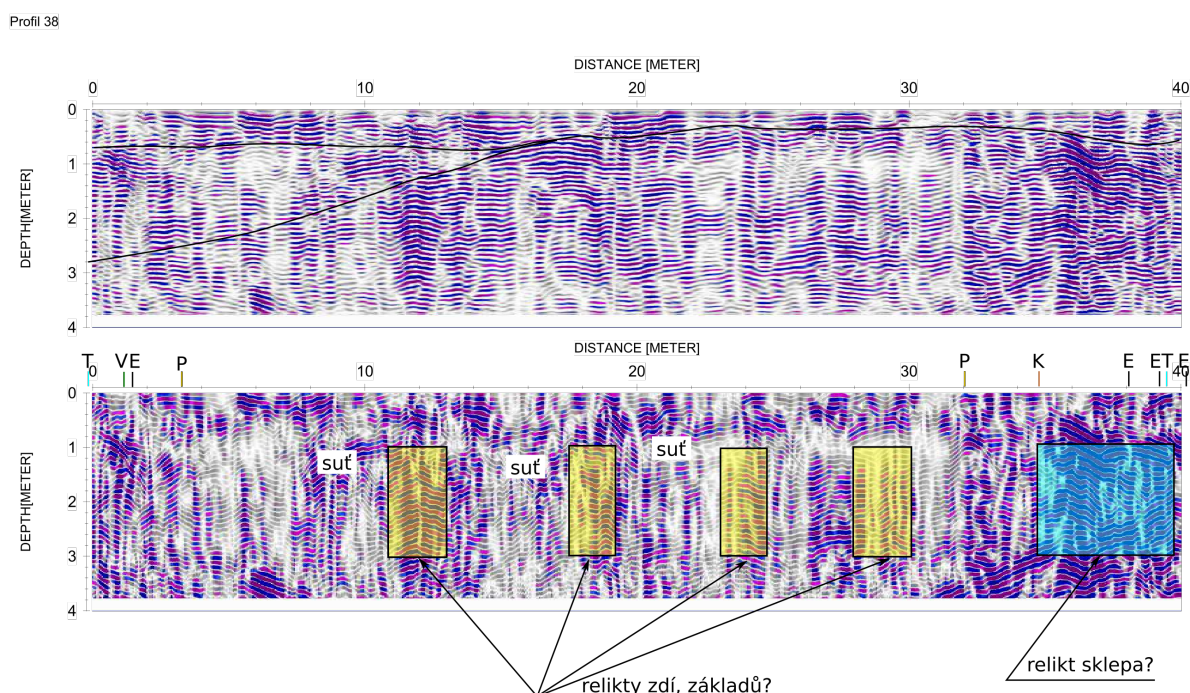 Profil 38
DISTANCE [METER]
0 10 20 30 40
0
1
2
3
4
DEPTH[METER]
DISTANCE [METER]
T V E P P K E E T E
0 10 20 30 40
0
1
2
3
4
DEPTH[METER]
suť suť suť
relikt sklepa?
relikty zdí, základů?